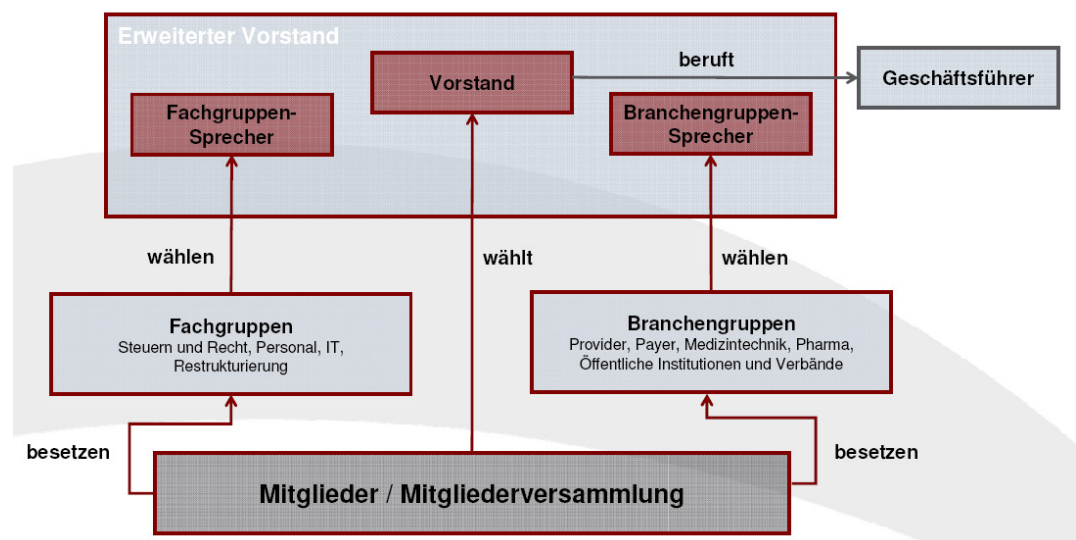 Erweiterter Vorstand
Vorstand
beruft
Geschäftsführer
Fachgruppen-
Sprecher
Branchengruppen-
Sprecher
wählen
wählt
wählen
Fachgruppen
Steuern und Recht, Personal, IT,
Restrukturierung
Branchengruppen
Provider, Payer, Medizintechnik, Pharma,
Öffentliche Institutionen und Verbände
besetzen
besetzen
Mitglieder / Mitgliederversammlung